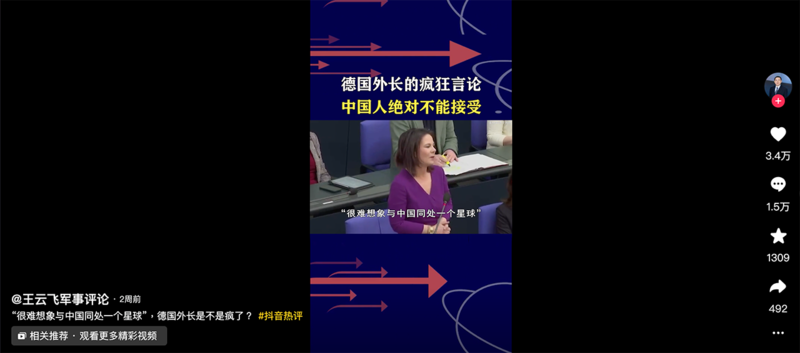 德国外长的疯狂言论
中国人绝对不能接受
“很难想象与中国同处一个星球”
3.4万
1.5万
1309
492
@王云飞军事评论 · 2周前
“很难想象与中国同处一个星球”，德国外长是不是疯了？ #抖音热评
相关推荐 · 观看更多精彩视频